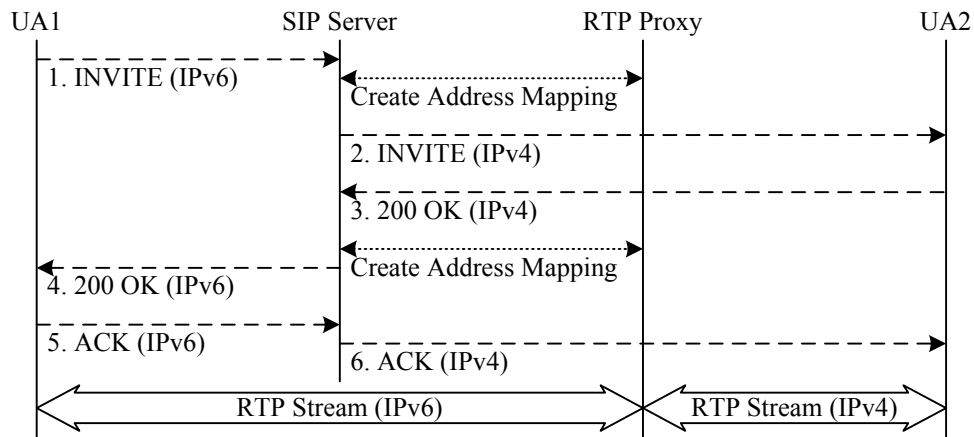 UA1 SIP Server RTP Proxy UA2
1. INVITE (IPv6)
Create Address Mapping
2. INVITE (IPv4)
3. 200 OK (IPv4)
Create Address Mapping
4. 200 OK (IPv6)
5. ACK (IPv6)
6. ACK (IPv4)
RTP Stream (IPv6) RTP Stream (IPv4)